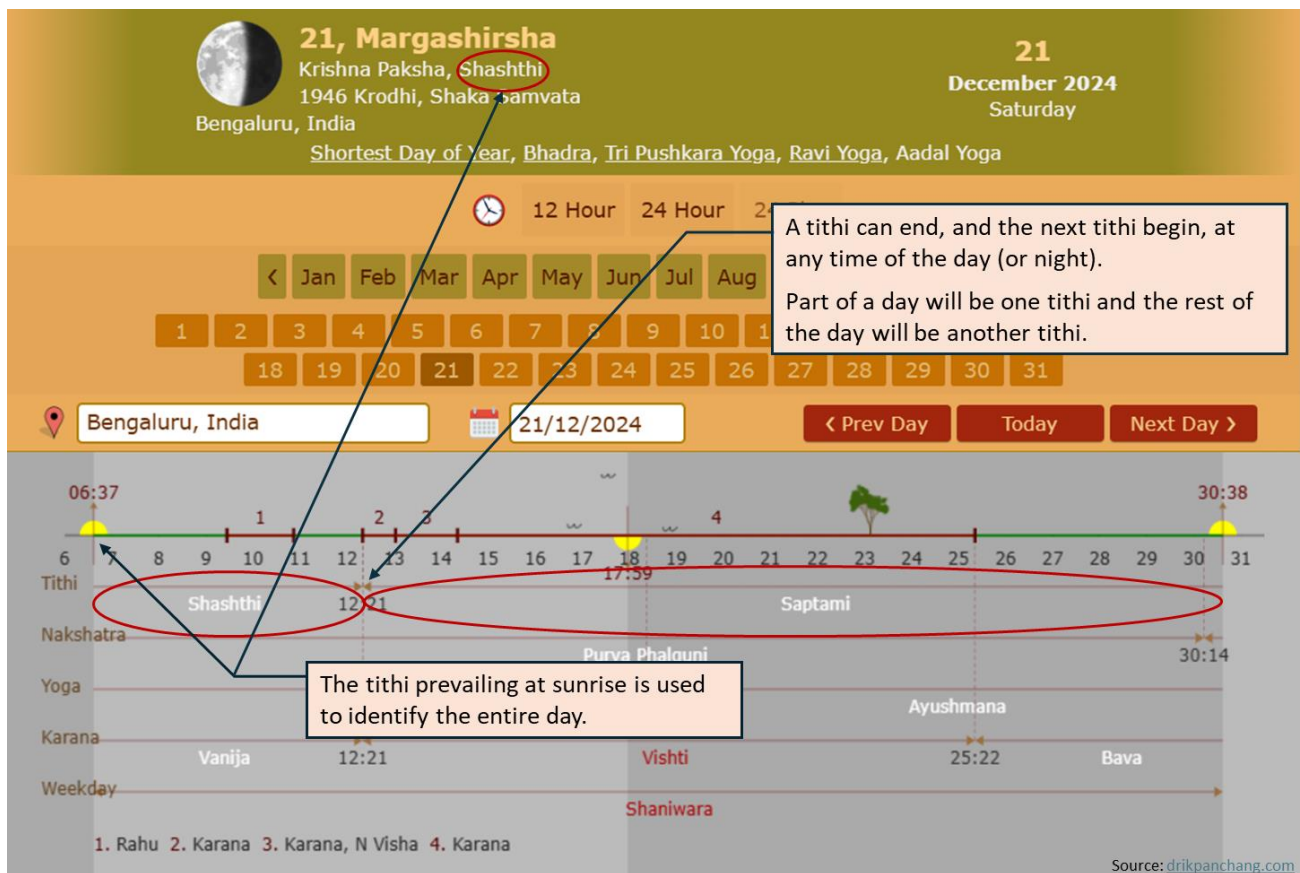 21, Margashirsha
Krishna Paksha, Shashthi
1946 Krodhi, Shaka Samvata
Bengaluru, India
21
December 2024
Saturday
Shortest Day of Year, Bhadra, Tri Pushkara Yoga, Ravi Yoga, Aadal Yoga
12 Hour 24 Hour
A tithi can end, and the next tithi begin, at
any time of the day (or night).
Part of a day will be one tithi and the rest of
the day will be another tithi.
Jan Feb Mar Apr May Jun Jul Aug
1 2 3 4 5 6 7 8 9 10
18 19 20 21 22 23 24 25 26 27 28 29 30 31
Bengaluru, India 21/12/2024 Prev Day Today Next Day
06:37 30:38
1 2 3 4
6 7 8 9 10 11 12 13 14 15 16 17 18 19 20 21 22 23 24 25 26 27 28 29 30 31
17:59
Tithi
Shashthi 12:21 Saptami
Nakshatra
Purva Phalguni 30:14
The tithi prevailing at sunrise is used
to identify the entire day.
Yoga
Ayushmana
Karana
Vanija 12:21 Vishti 25:22 Bava
Weekday
Shaniwara
1. Rahu 2. Karana 3. Karana, N Visha 4. Karana
Source: drikpanchang.com